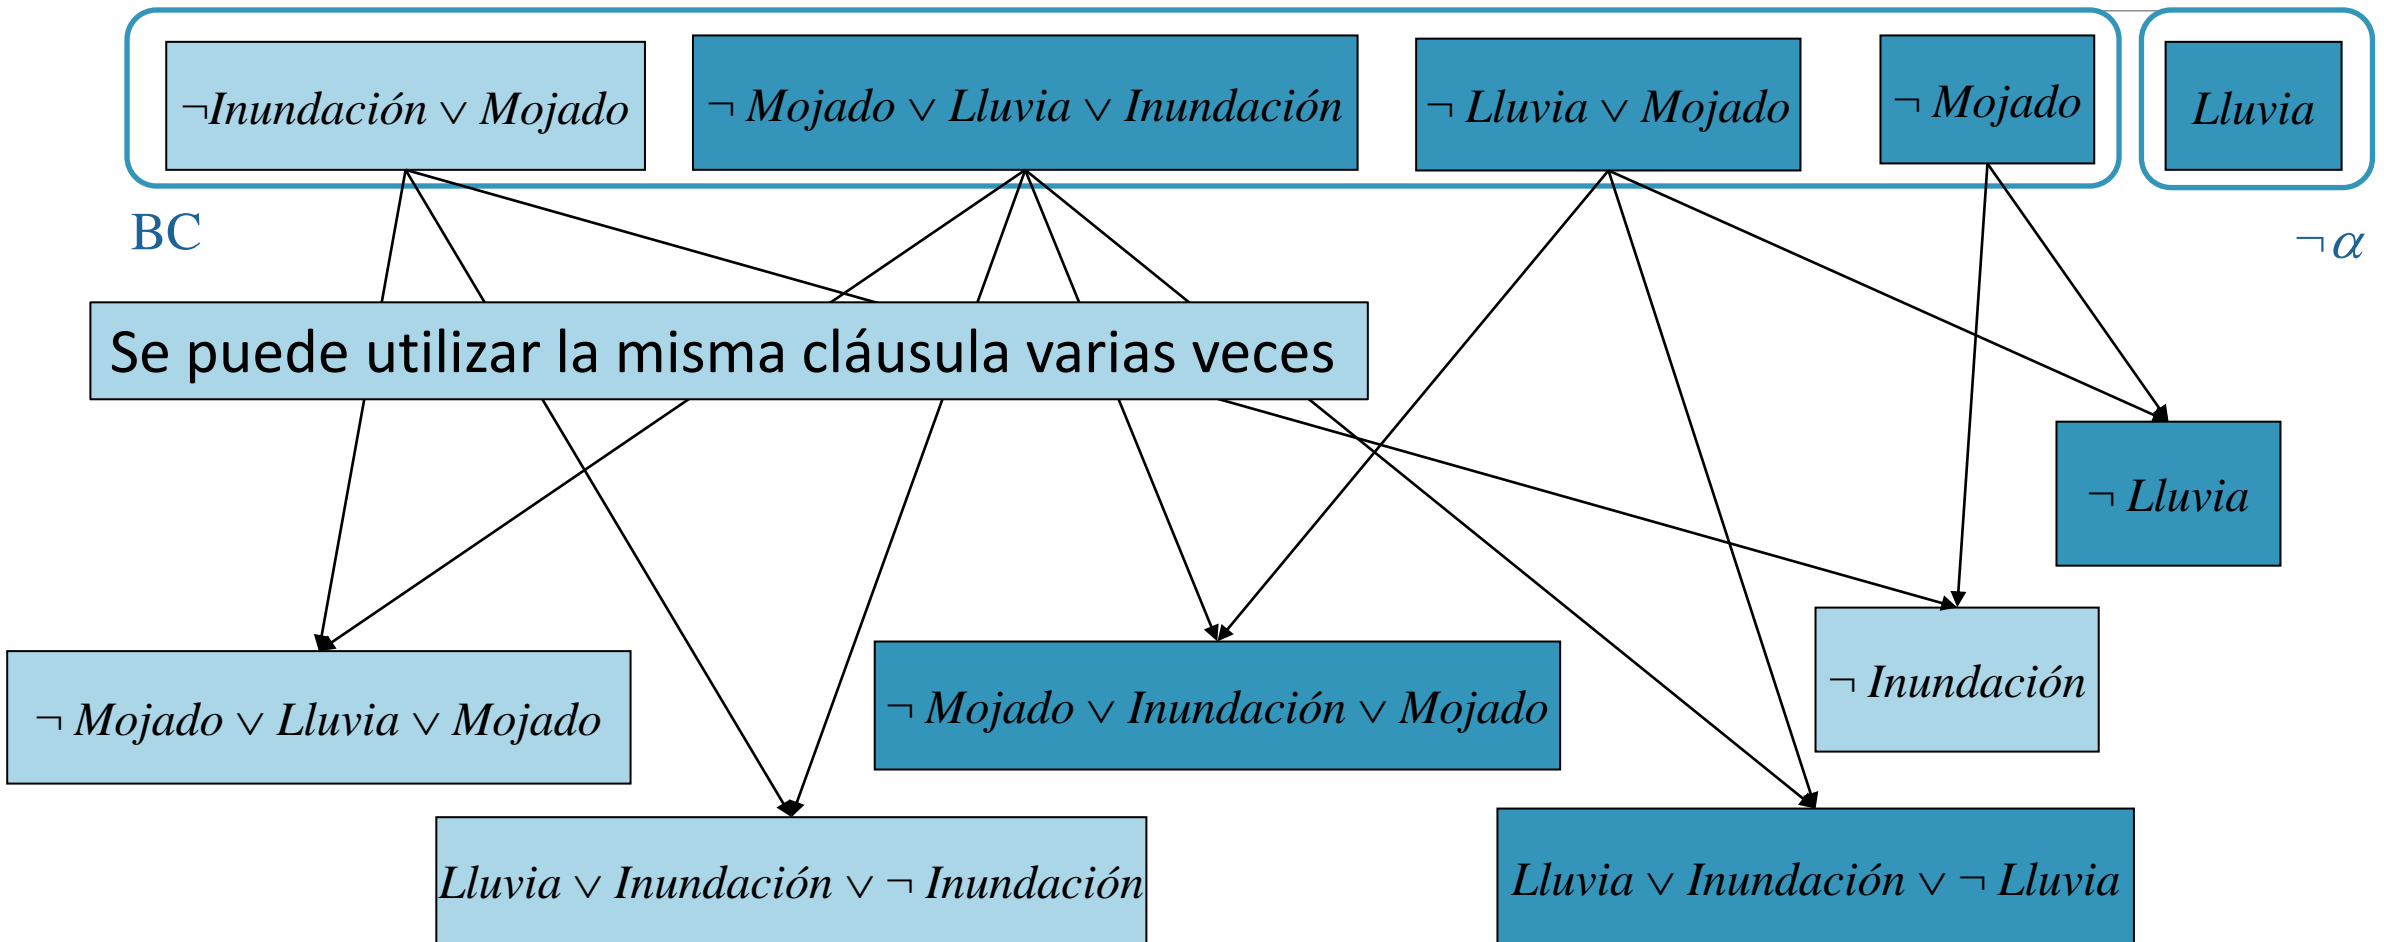 ¬Inundación ∨ Mojado
¬ Mojado ∨ Lluvia ∨ Inundación
¬ Lluvia ∨ Mojado
¬ Mojado
Lluvia
BC
¬α
Se puede utilizar la misma cláusula varias veces
¬ Lluvia
¬ Inundación
¬ Mojado ∨ Lluvia ∨ Mojado
¬ Mojado ∨ Inundación ∨ Mojado
Lluvia ∨ Inundación ∨ ¬ Inundación
Lluvia ∨ Inundación ∨ ¬ Lluvia